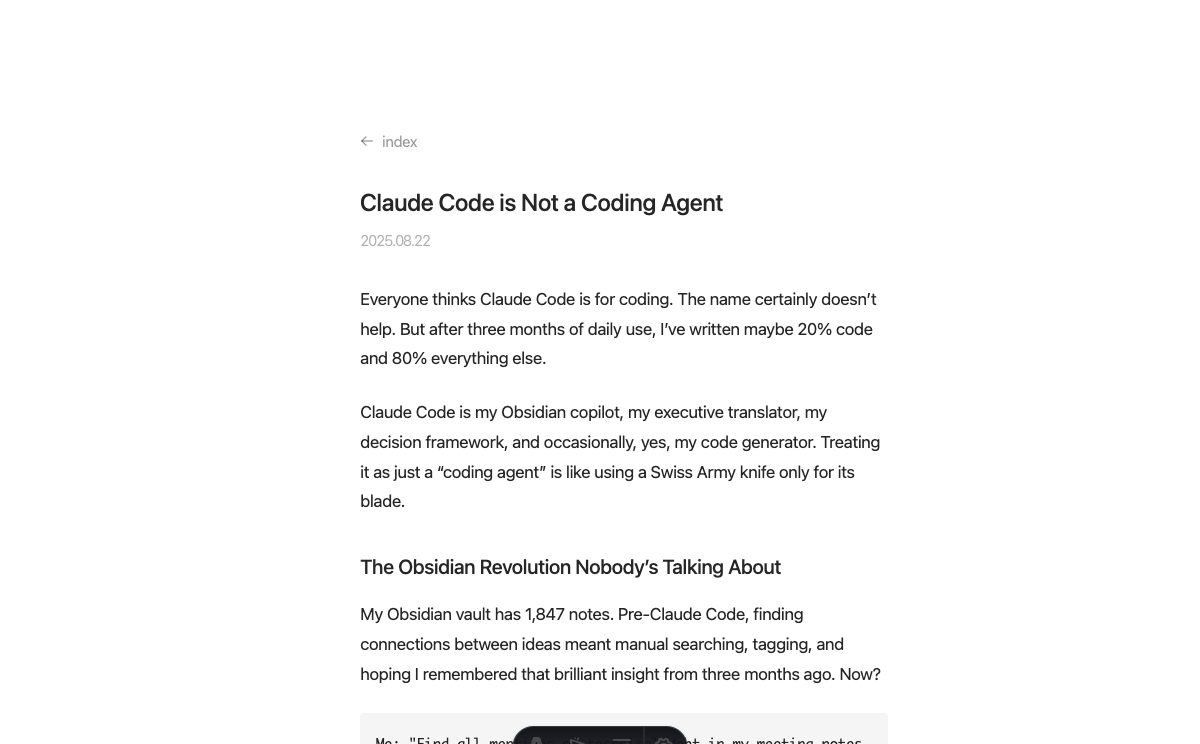 ← index
Claude Code is Not a Coding Agent
2025.08.22
Everyone thinks Claude Code is for coding. The name certainly doesn’t
help. But after three months of daily use, I’ve written maybe 20% code
and 80% everything else.
Claude Code is my Obsidian copilot, my executive translator, my
decision framework, and occasionally, yes, my code generator. Treating
it as just a “coding agent” is like using a Swiss Army knife only for its
blade.
The Obsidian Revolution Nobody’s Talking About
My Obsidian vault has 1,847 notes. Pre-Claude Code, finding
connections between ideas meant manual searching, tagging, and
hoping I remembered that brilliant insight from three months ago. Now?
Me: "Find all in my meeting notes